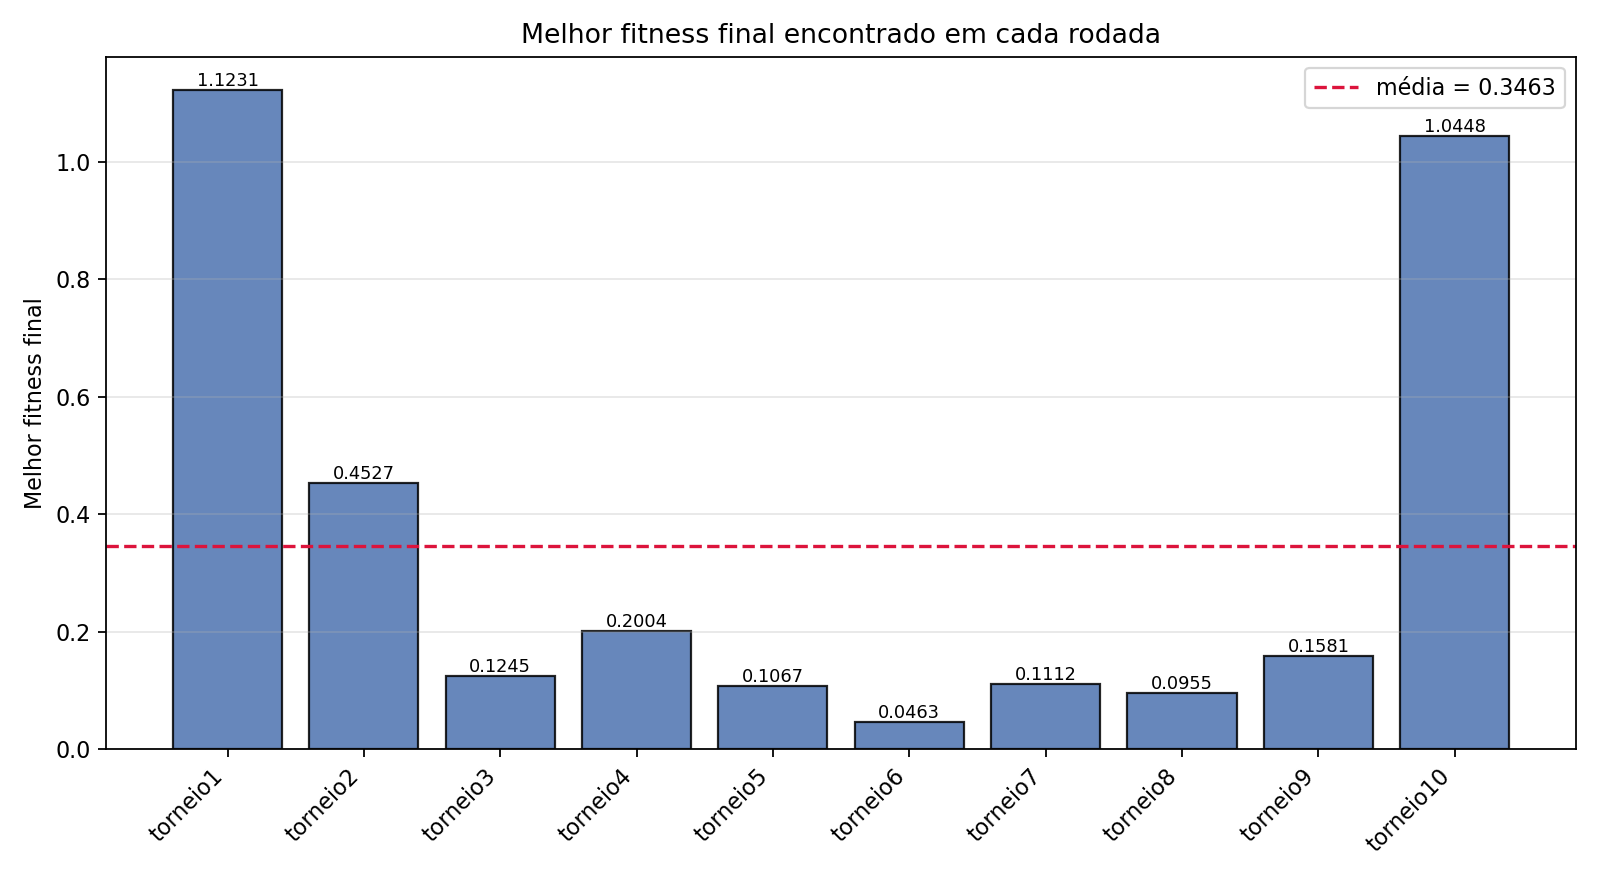 Melhor fitness final encontrado em cada rodada
média = 0.3463
Melhor fitness final
1.0
0.8
0.6
0.4
0.2
0.0
1.1231
0.4527
0.1245
0.2004
0.1067
0.0463
0.1112
0.0955
0.1581
1.0448
torneio1
torneio2
torneio3
torneio4
torneio5
torneio6
torneio7
torneio8
torneio9
torneio10